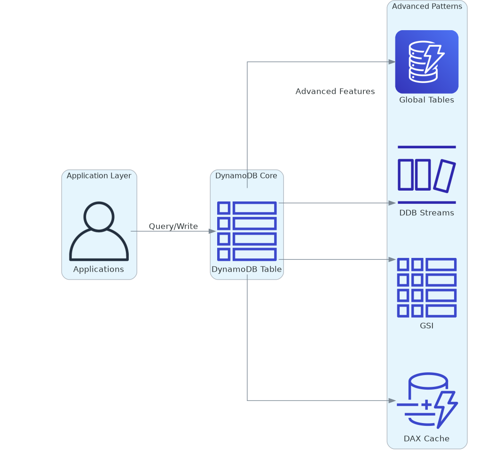 Advanced Patterns
Global Tables
Advanced Features
Application Layer
DynamoDB Core
DDB Streams
Query/Write
Applications
DynamoDB Table
GSI
DAX Cache